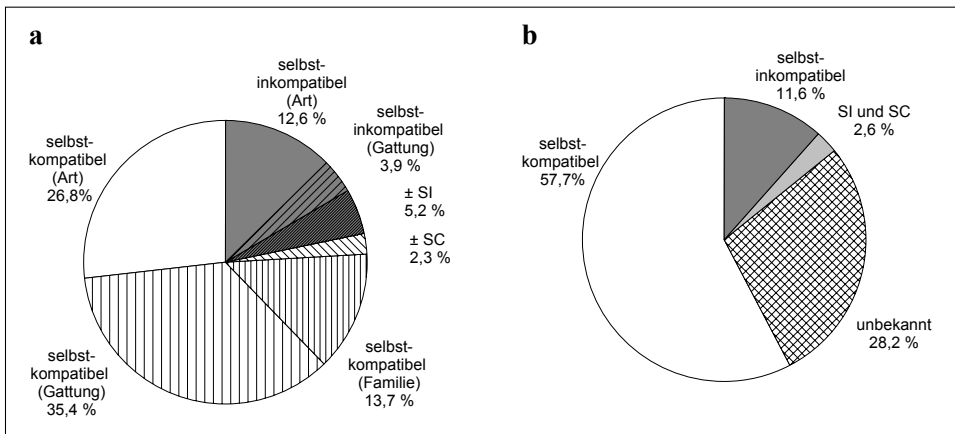 a
selbst-
inkompatibel
(Art)
12,6 %
selbst-
inkompatibel
(Gattung)
3,9 %
± SI
5,2 %
± SC
2,3 %
selbst-
kompatibel
(Familie)
13,7 %
selbst-
kompatibel
(Gattung)
35,4 %
selbst-
kompatibel
(Art)
26,8%
b
selbst-
inkompatibel
11,6 %
SI und SC
2,6 %
unbekannt
28,2 %
selbst-
kompatibel
57,7%